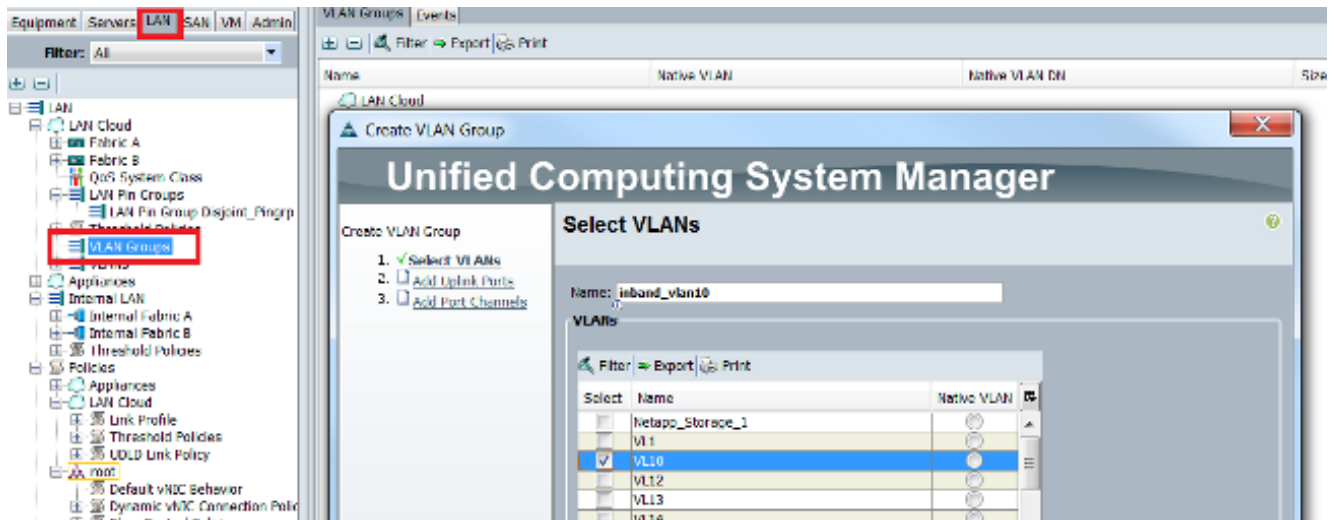 Equipment Servers LAN SAN VM Admin
Filter: All
LAN
LAN Cloud
Fabric A
Fabric B
QoS System Class
LAN Pin Groups
LAN Pin Group Disjoint_Pingrp
Threshold Policies
VLAN Groups
VLANs
Appliances
Internal LAN
Internal Fabric A
Internal Fabric B
Threshold Policies
Policies
Appliances
LAN Cloud
Link Profile
Threshold Policies
UDLD Link Policy
root
Default vNIC Behavior
Dynamic vNIC Connection Polic
VLAN Groups Events
Filter Export Print
Name Native VLAN Native VLAN DN Size
LAN Cloud
Create VLAN Group
Unified Computing System Manager
Create VLAN Group
1. Select VLANs
2. Add Uplink Ports
3. Add Port Channels
Select VLANs
Name: inband_vlan10
VLANs
Filter Export Print
Select Name Native VLAN
Netapp_Storage_1
VL1
VL10
VL12
VL13
VL14